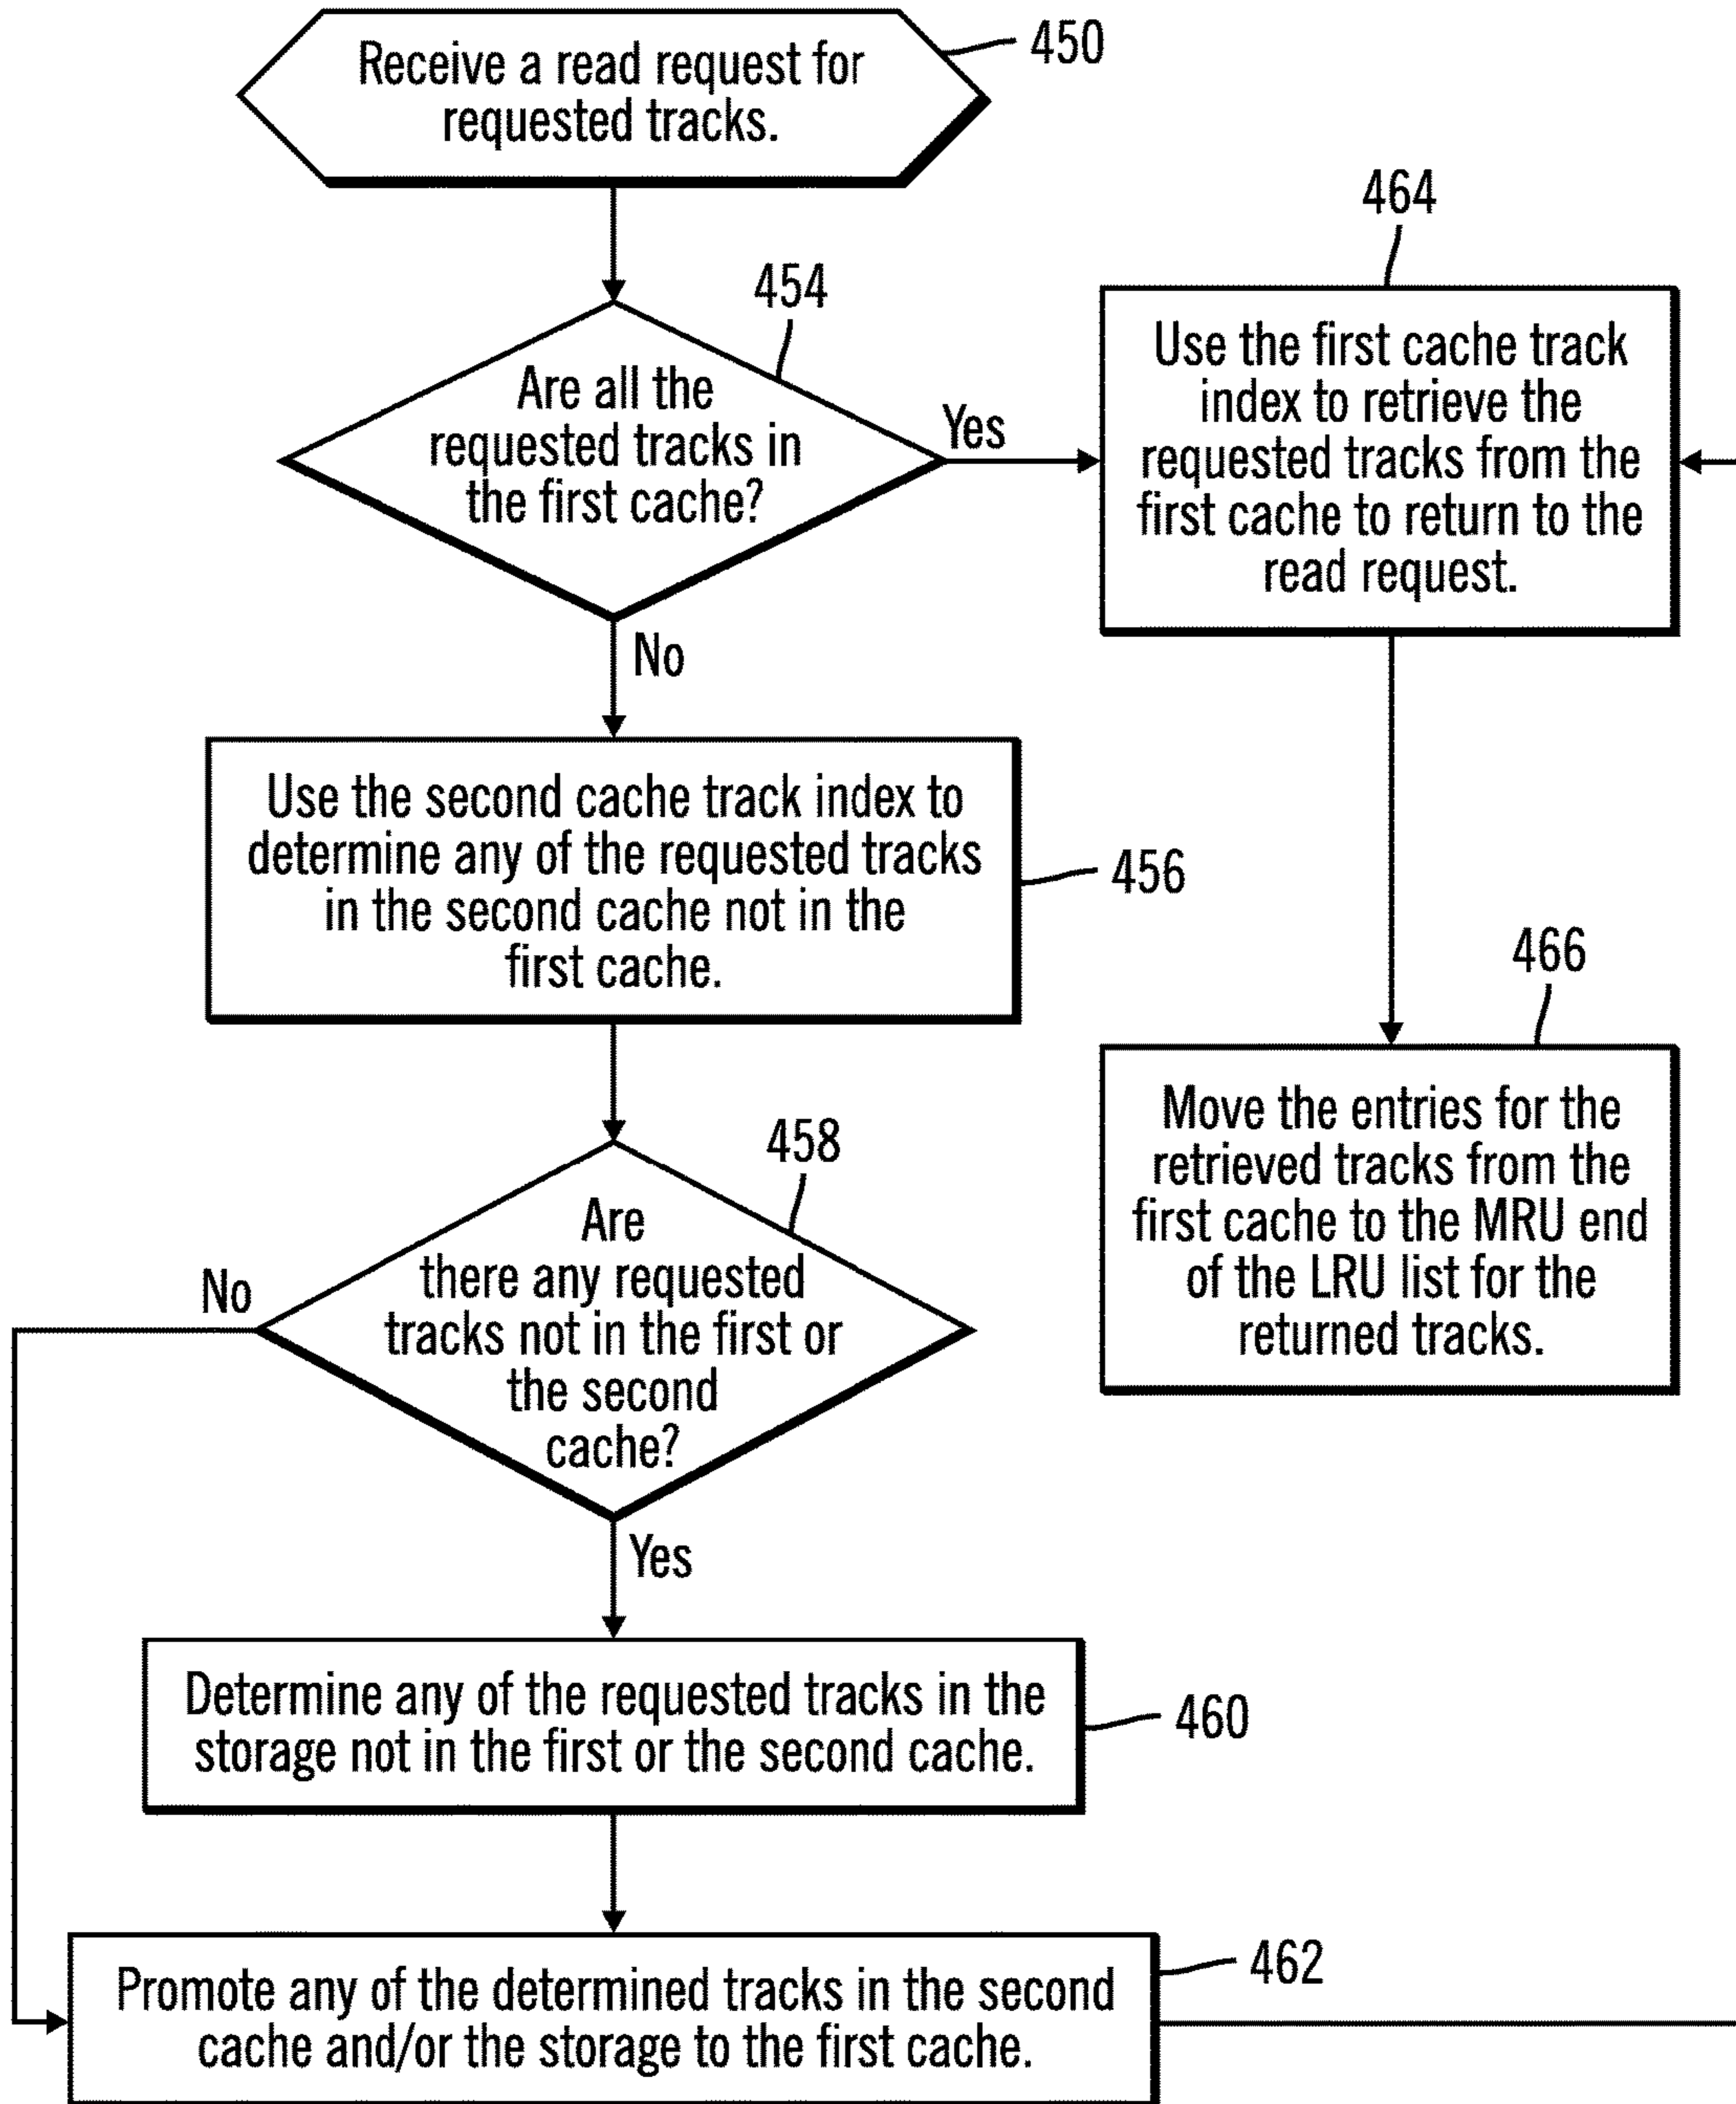 Receive a read request for
requested tracks.
450
454
Are all the
requested tracks in
the first cache?
Yes
No
464
Use the first cache track
index to retrieve the
requested tracks from the
first cache to return to the
read request.
Use the second cache track index to
determine any of the requested tracks
in the second cache not in the
first cache.
456
466
Move the entries for the
retrieved tracks from the
first cache to the MRU end
of the LRU list for the
returned tracks.
458
Are
there any requested
tracks not in the first or
the second
cache?
No
Yes
Determine any of the requested tracks in the
storage not in the first or the second cache.
460
Promote any of the determined tracks in the second
cache and/or the storage to the first cache.
462